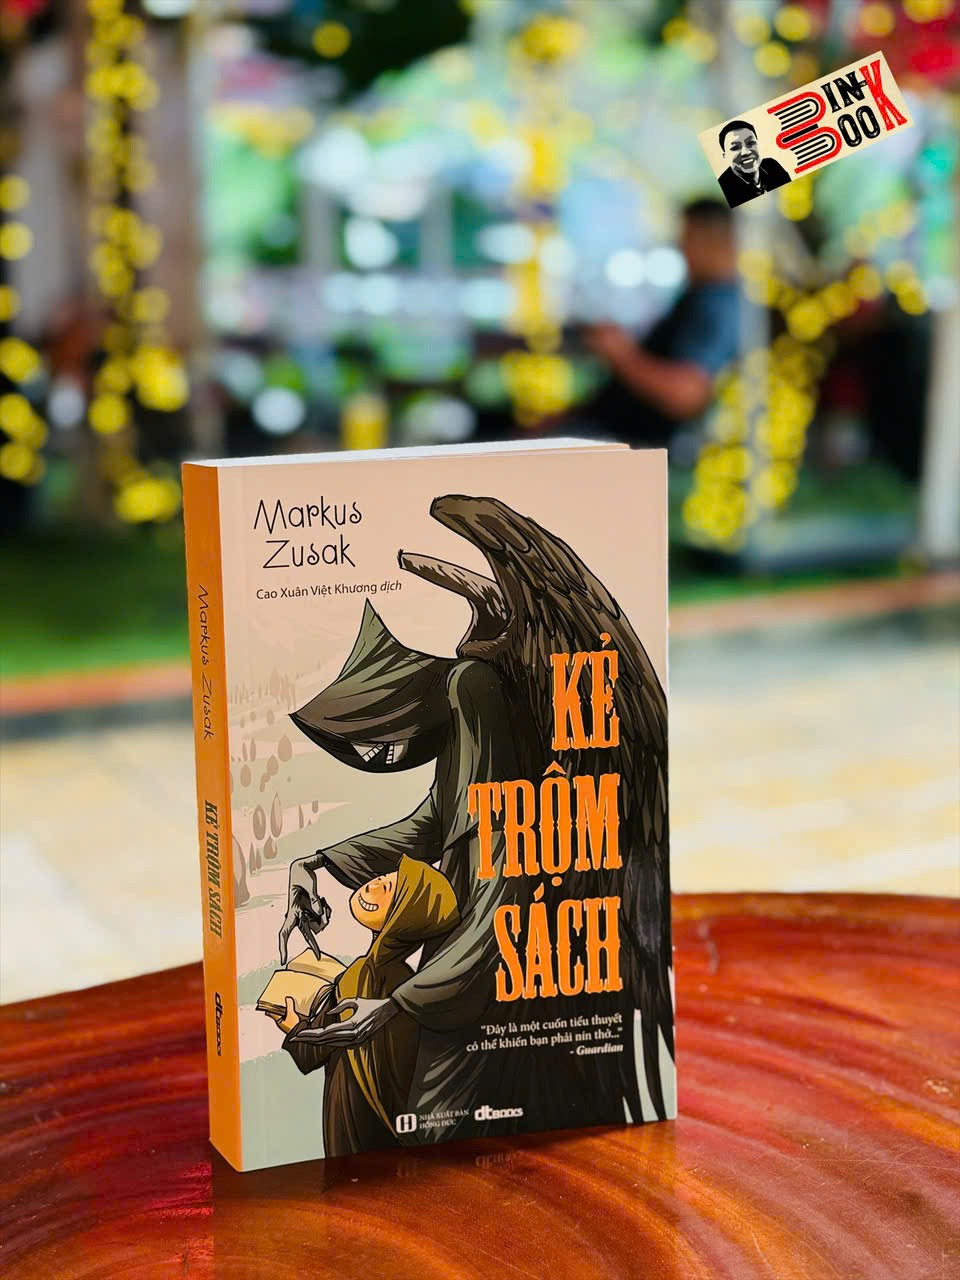 BIN-
BOOK
Markus
Zusak
Cao Xuân Việt Khương dịch
KẺ
TRỘM
SÁCH
"Đây là một cuốn tiểu thuyết
có thể khiến bạn phải nín thở..."
- Guardian
NHÀ XUẤT BẢN
HỒNG ĐỨC
dtBOOKS
Markus Zusak
KẺ TRỘM SÁCH
dtBOOKS